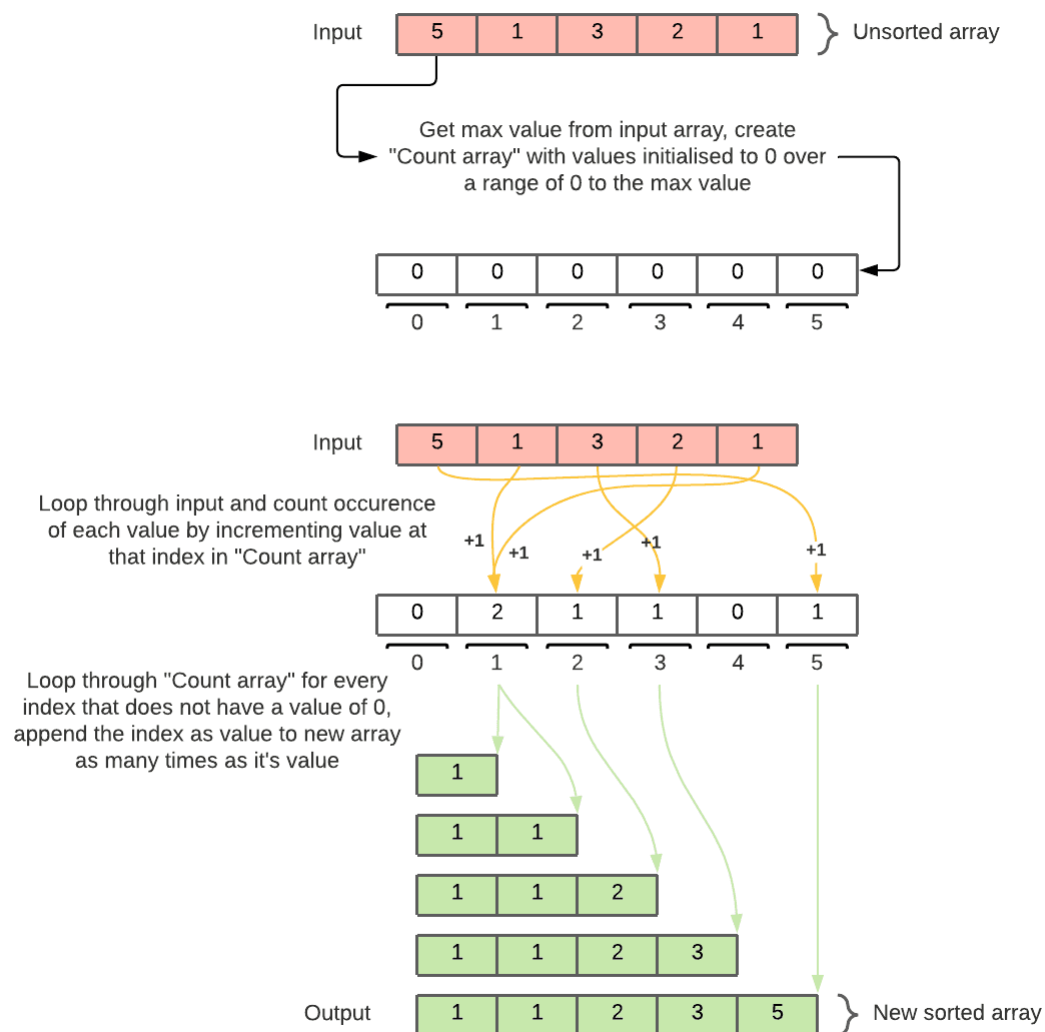 Input 5 1 3 2 1 Unsorted array
Get max value from input array, create
"Count array" with values initialised to 0 over
a range of 0 to the max value
0 0 0 0 0 0
0 1 2 3 4 5
Input 5 1 3 2 1
Loop through input and count occurence
of each value by incrementing value at
that index in "Count array"
+1 +1 +1 +1 +1
0 2 1 1 0 1
0 1 2 3 4 5
Loop through "Count array" for every
index that does not have a value of 0,
append the index as value to new array
as many times as it's value
1
1 1
1 1 2
1 1 2 3
Output 1 1 2 3 5 New sorted array